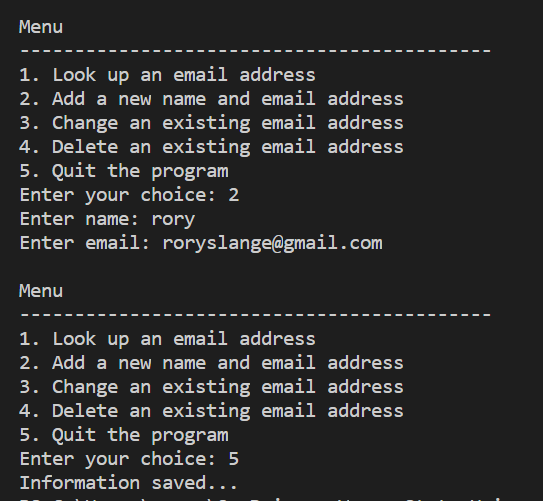 Menu
-------------------------------------------
1. Look up an email address
2. Add a new name and email address
3. Change an existing email address
4. Delete an existing email address
5. Quit the program
Enter your choice: 2
Enter name: rory
Enter email: roryslange@gmail.com
Menu
-------------------------------------------
1. Look up an email address
2. Add a new name and email address
3. Change an existing email address
4. Delete an existing email address
5. Quit the program
Enter your choice: 5
Information saved...